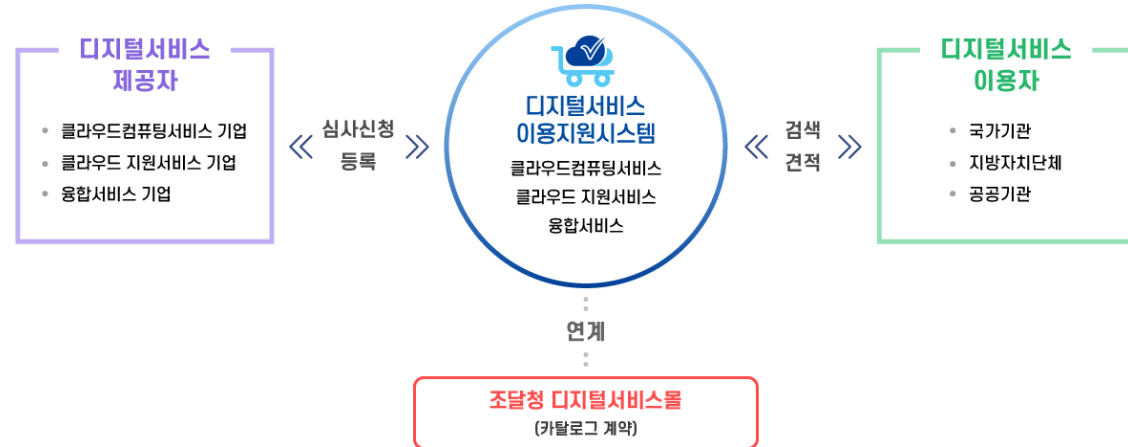 디지털서비스
제공자
• 클라우드컴퓨팅서비스 기업
• 클라우드 지원서비스 기업
• 융합서비스 기업
심사신청
등록
디지털서비스
이용지원시스템
클라우드컴퓨팅서비스
클라우드 지원서비스
융합서비스
검색
견적
디지털서비스
이용자
• 국가기관
• 지방자치단체
• 공공기관
연계
조달청 디지털서비스몰
(카탈로그 계약)